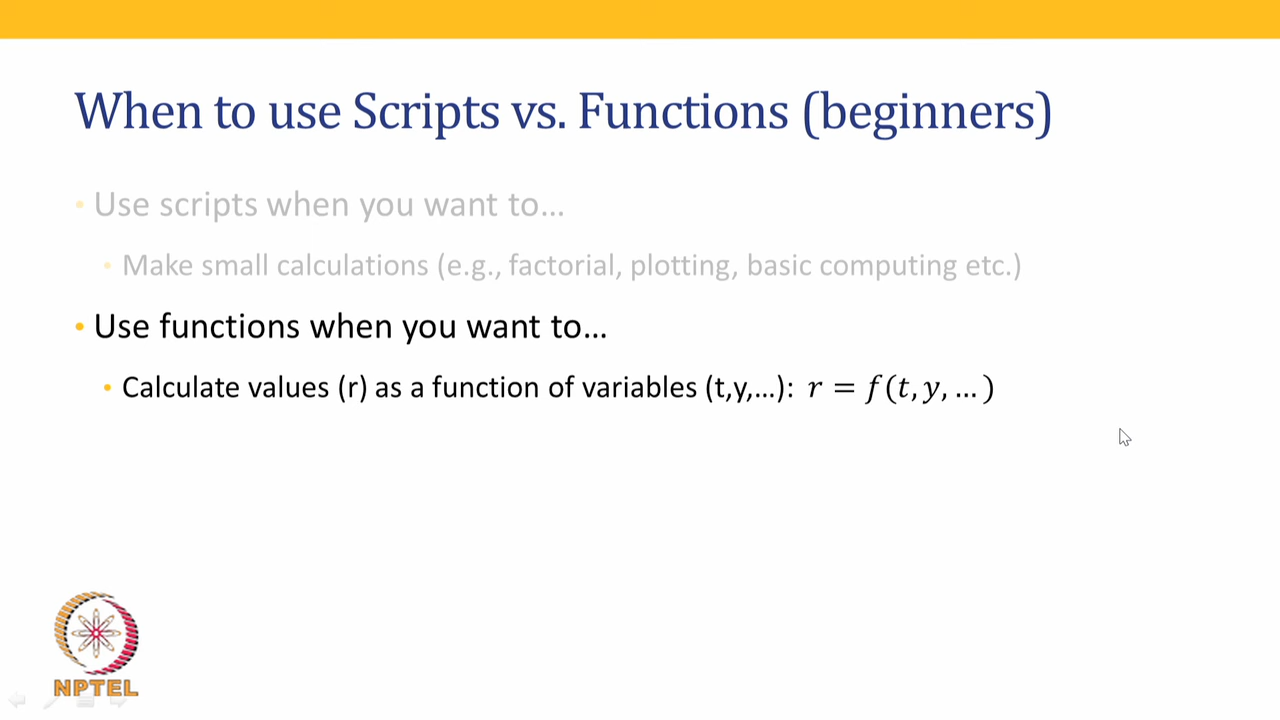 When to use Scripts vs. Functions (beginners)
• Use scripts when you want to…
• Make small calculations (e.g., factorial, plotting, basic computing etc.)
• Use functions when you want to…
• Calculate values (r) as a function of variables (t,y,…): r = f(t, y, … )
NPTEL